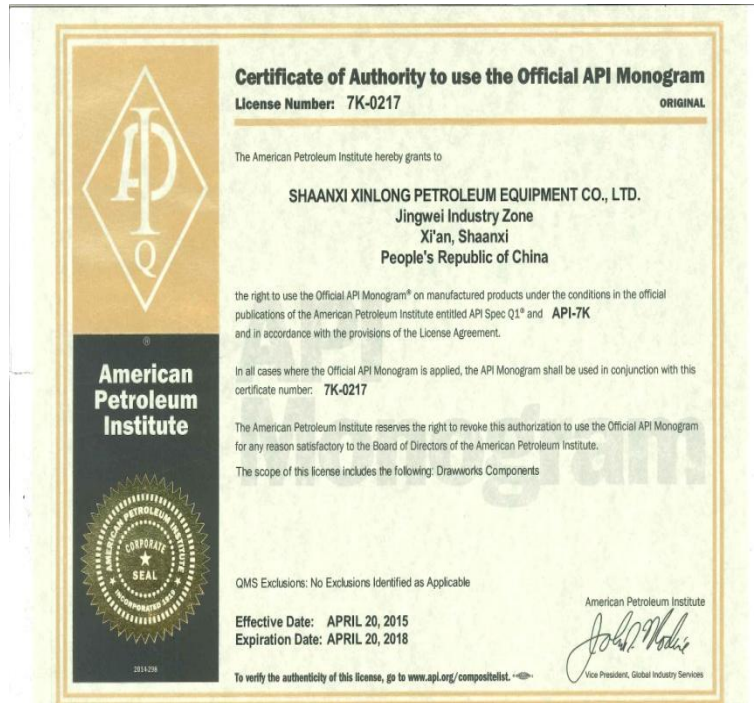 Certificate of Authority to use the Official API Monogram
License Number: 7K-0217
ORIGINAL
The American Petroleum Institute hereby grants to
SHAANXI XINLONG PETROLEUM EQUIPMENT CO., LTD.
Jingwei Industry Zone
Xi'an, Shaanxi
People's Republic of China
the right to use the Official API Monogram® on manufactured products under the conditions in the official
publications of the American Petroleum Institute entitled API Spec Q1® and API-7K
and in accordance with the provisions of the License Agreement.
In all cases where the Official API Monogram is applied, the API Monogram shall be used in conjunction with this
certificate number: 7K-0217
The American Petroleum Institute reserves the right to revoke this authorization to use the Official API Monogram
for any reason satisfactory to the Board of Directors of the American Petroleum Institute.
The scope of this license includes the following: Drawworks Components
QMS Exclusions: No Exclusions Identified as Applicable
Effective Date: APRIL 20, 2015
Expiration Date: APRIL 20, 2018
To verify the authenticity of this license, go to www.api.org/compositelist.
American Petroleum Institute
Vice President, Global Industry Services
API
Q
®
American
Petroleum
Institute
AMERICAN PETROLEUM INSTITUTE
CORPORATE
SEAL
INCORPORATED 1919
2014-296
API
Monogram